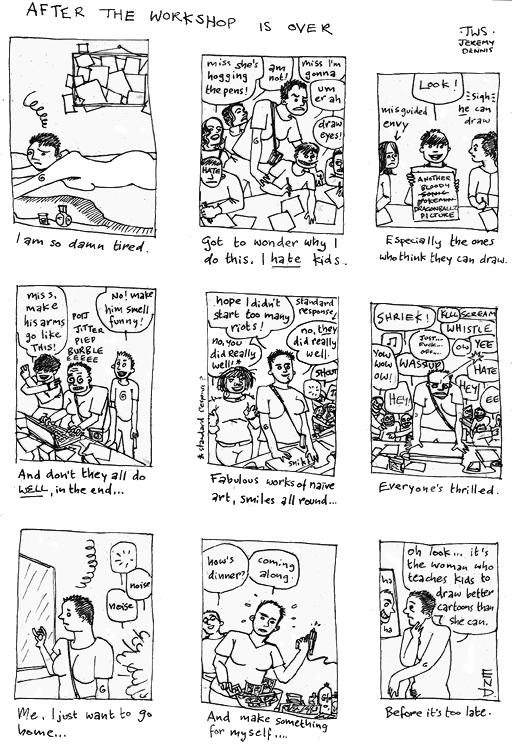 AFTER THE WORKSHOP IS OVER
·JWS·
JEREMY
DENNIS
G
I am so damn tired.
miss she's
hogging
the pens!
am
not!
miss I'm
gonna
um
er ah
draw
eyes!
HATE
G
Got to wonder why I
do this. I hate kids.
Look!
misguided
envy
=Sigh=
he can
draw
ANOTHER
BLOODY
SONIC
POKEMON
DRAGONBALL
PICTURE
Especially the ones
who think they can draw.
miss,
make
his arms
go like
THIS!
POIT
JITTER
PIED
BURBLE
EEEEE
No! make
him smell
funny!
G
And don't they all do
WELL, in the end...
hope I didn't
start too many
riots!
standard
response,
no, you
did Really
well!*
no, they
did really
well.
SHOUT
* standard response?
G
Smile
Fabulous works of naive
art, smiles all round...
SHRIEK!
KILL
SCREAM
WHISTLE
JUST...
FUCK...
OFF...
OW
YEE
YOW
WOW
OW!
WASSUP
HATE
HEY!
HEY!
EE
G
Everyone's thrilled.
noise
noise
G
Me, I just want to go
home...
how's
dinner?
coming
along.
And make something
for myself....
ha
ha
oh look... it's
the woman who
teaches kids to
draw better
cartoons than
she can.
G
END
Before it's too late.